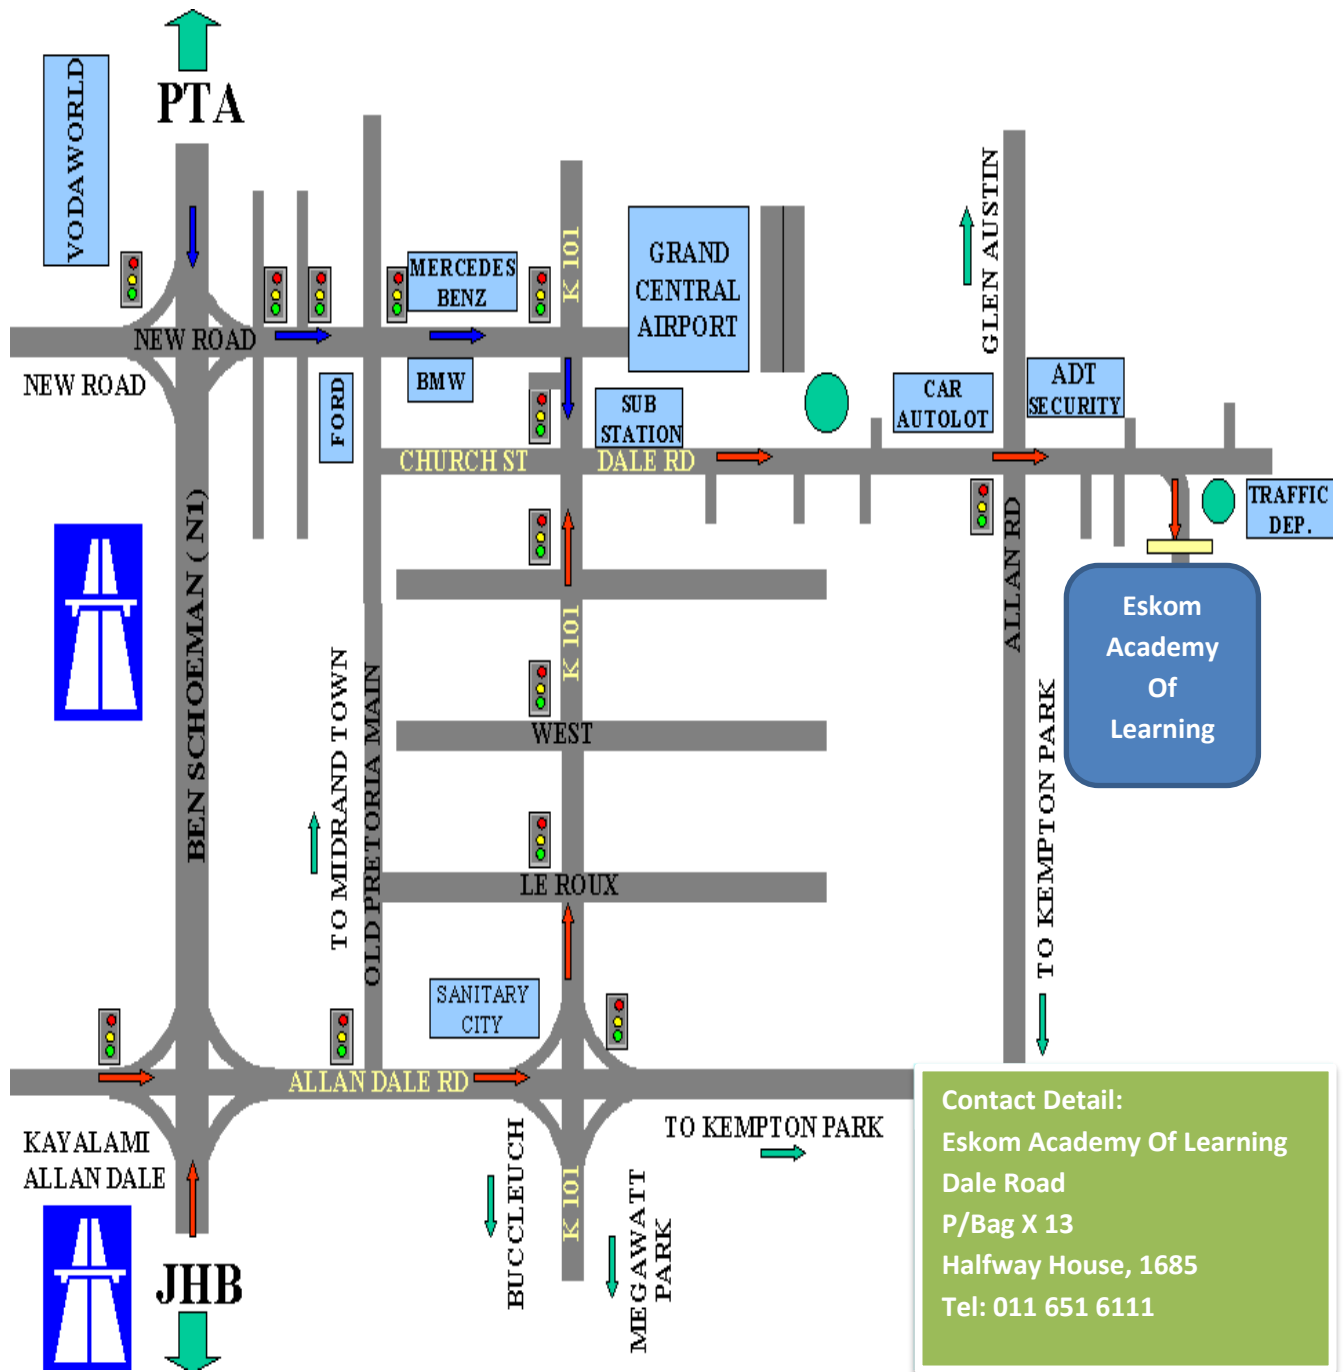 PTA
VODAWORLD
K 101
GRAND
CENTRAL
AIRPORT
GLEN AUSTIN
MERCEDES
BENZ
NEW ROAD
NEW ROAD
BMW
FORD
SUB
STATION
CAR
AUTOLOT
ADT
SECURITY
CHURCH ST
DALE RD
TRAFFIC
DEP.
BEN SCHOEMAN ( N1)
ALLAN RD
Eskom
Academy
Of
Learning
K 101
TO MIDRAND TOWN
OLD PRETORIA MAIN
WEST
TO KEMPTON PARK
LE ROUX
SANITARY
CITY
ALLAN DALE RD
KAYALAMI
ALLAN DALE
TO KEMPTON PARK
BUCCLEUCH
K 101
MEGAWATT
PARK
JHB
Contact Detail:
Eskom Academy Of Learning
Dale Road
P/Bag X 13
Halfway House, 1685
Tel: 011 651 6111